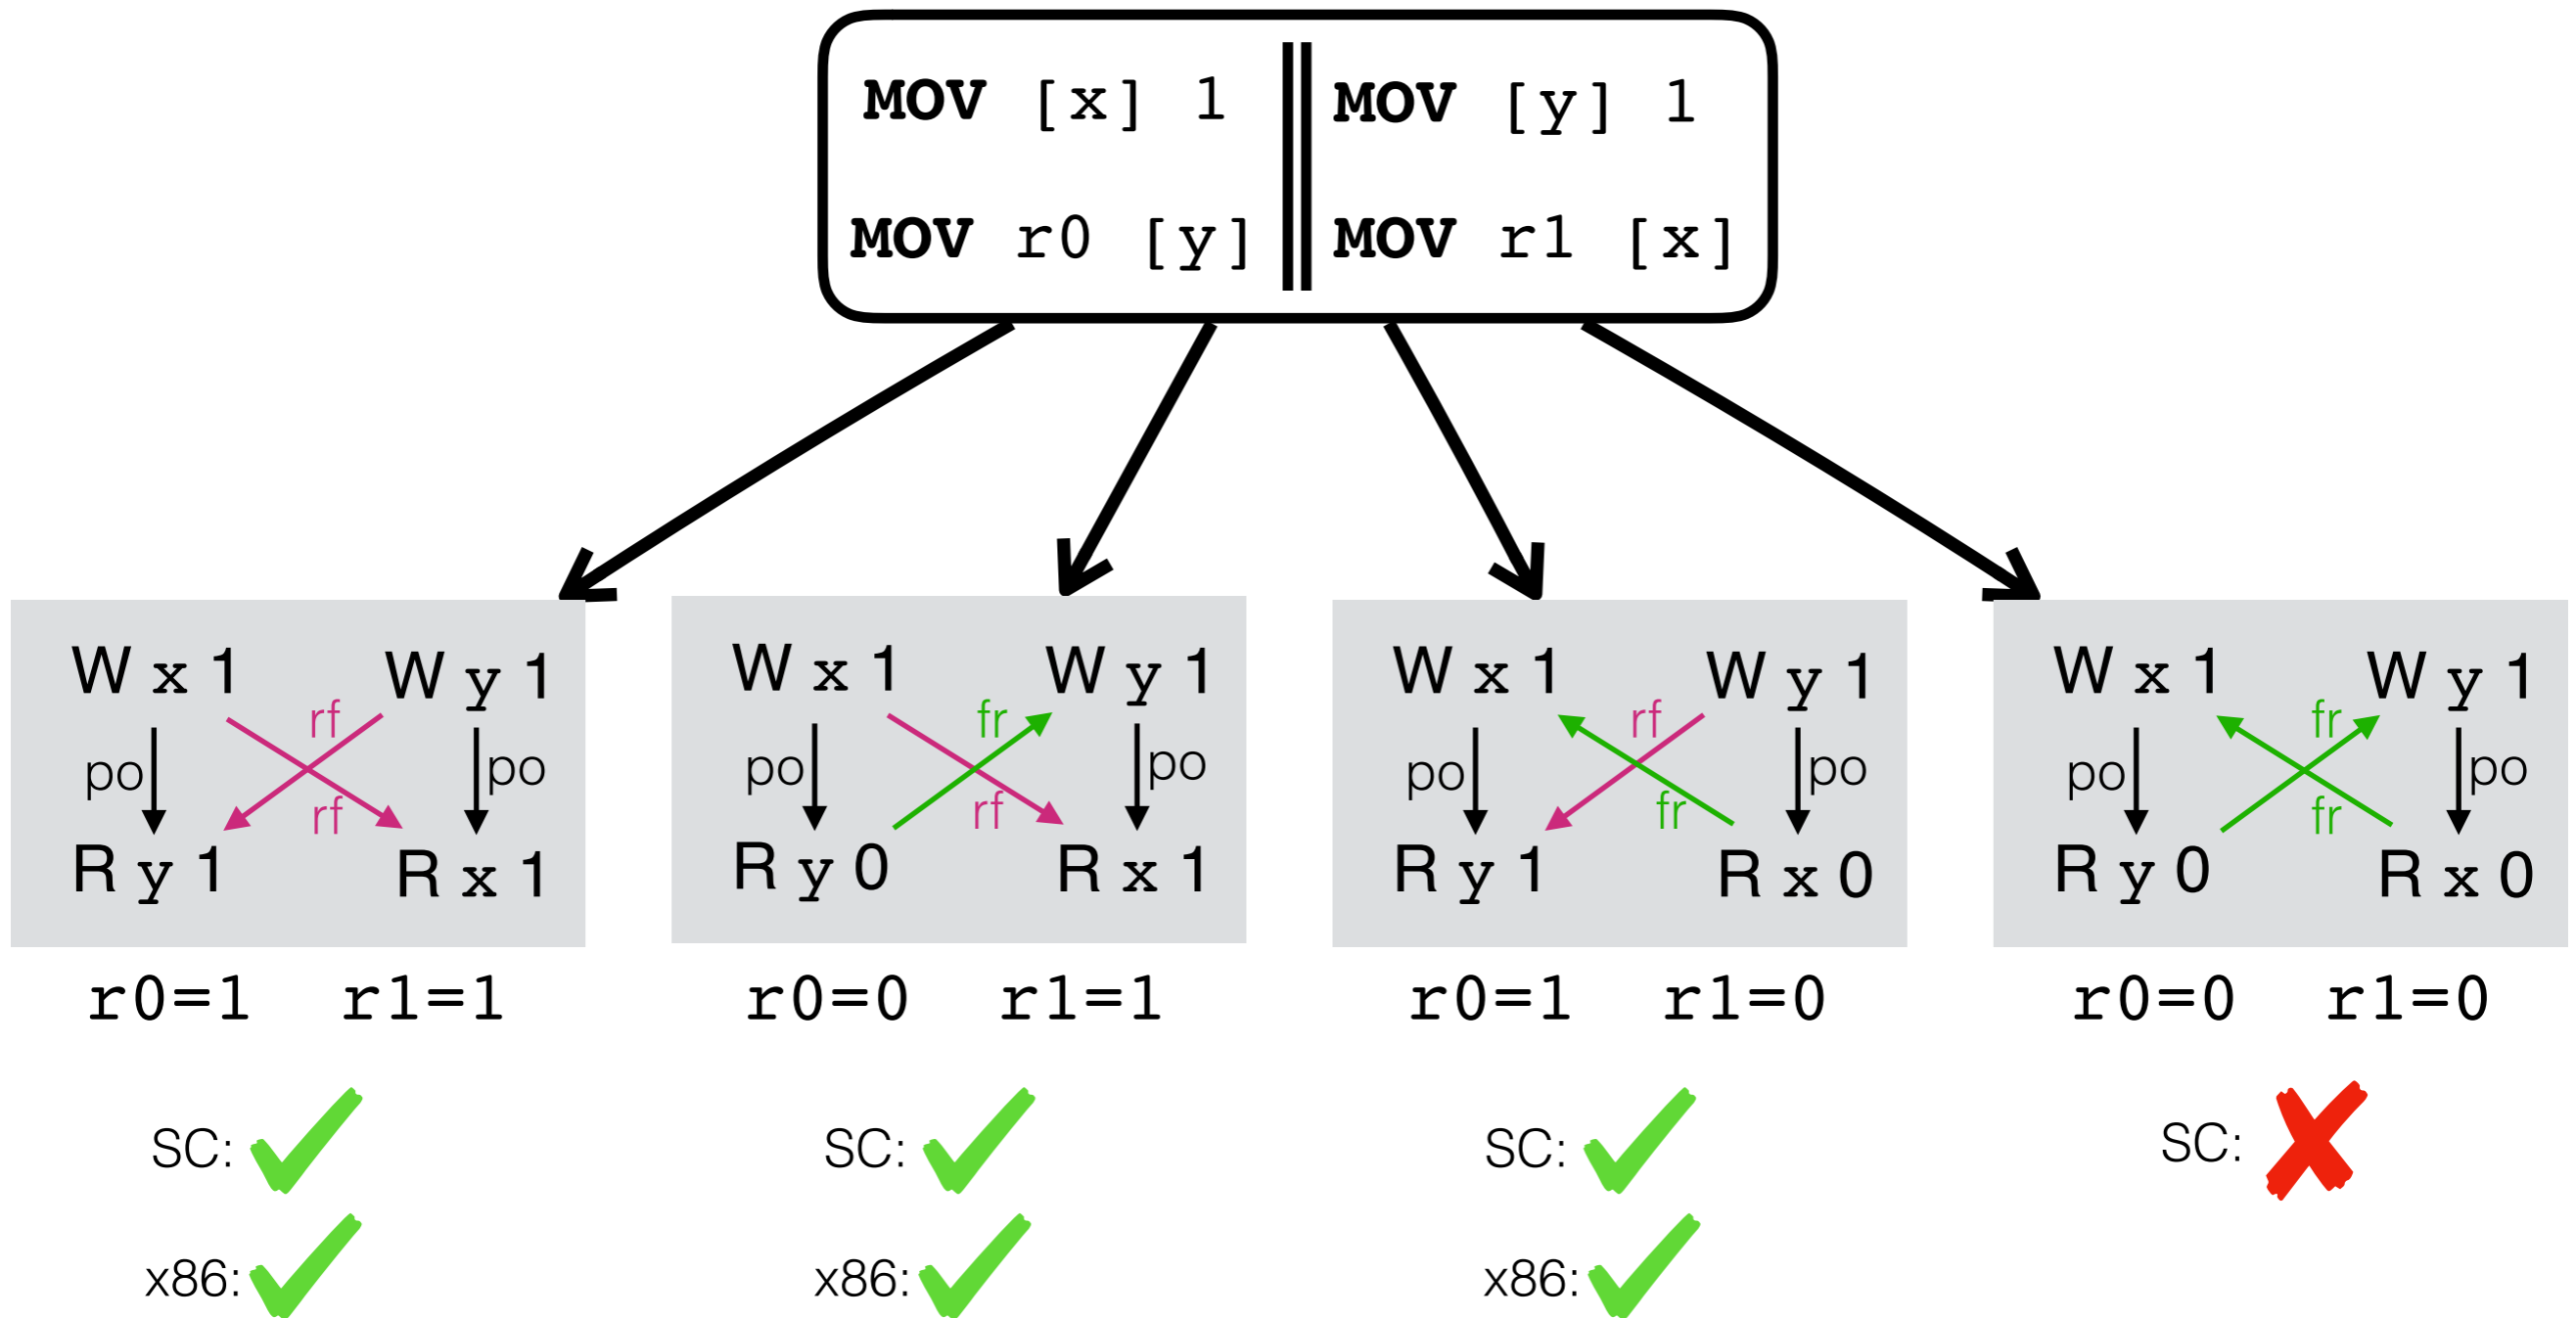 MOV [x] 1 MOV [y] 1
MOV r0 [y] MOV r1 [x]
W x 1 W y 1
rf
po po
rf
R y 1 R x 1
r0=1 r1=1
SC:
x86:
W x 1 W y 1
fr
po po
rf
R y 0 R x 1
r0=0 r1=1
SC:
x86:
W x 1 W y 1
rf
po po
fr
R y 1 R x 0
r0=1 r1=0
SC:
x86:
W x 1 W y 1
fr
po po
fr
R y 0 R x 0
r0=0 r1=0
SC: